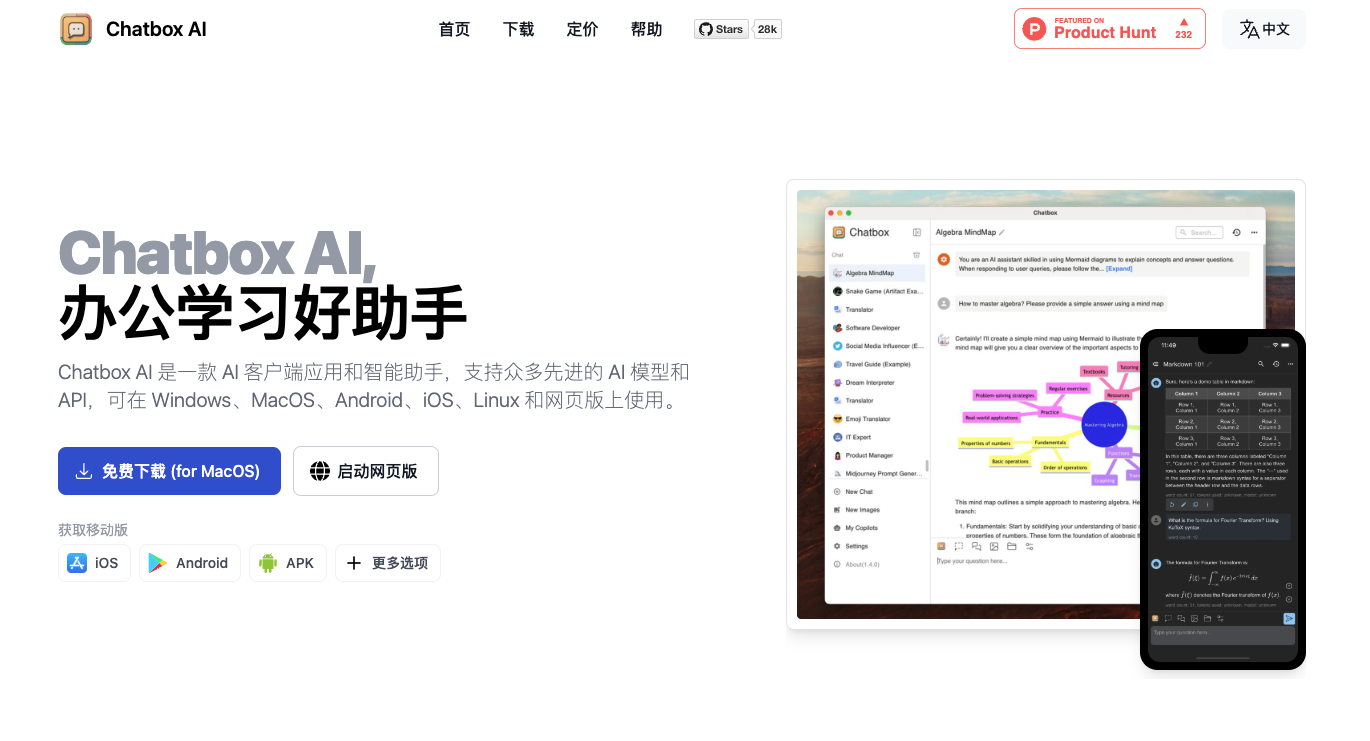 Chatbox AI
首页
下载
定价
帮助
Stars
28k
FEATURED ON
Product Hunt
232
中文
Chatbox AI,
办公学习好助手
Chatbox AI 是一款 AI 客户端应用和智能助手，支持众多先进的 AI 模型和
API，可在 Windows、MacOS、Android、iOS、Linux 和网页版上使用。
免费下载 (for MacOS)
启动网页版
获取移动版
iOS
Android
APK
更多选项
Chatbox
Chatbox
Chat
Algebra MindMap
Snake Game (Artifact Exa...
Translator
Software Developer
Social Media Influencer (E...
Travel Guide (Example)
Dream Interpreter
Translator
Emoji Translator
IT Expert
Product Manager
Midjourney Prompt Gener...
New Chat
New Images
My Copilots
Settings
About(1.4.0)
Algebra MindMap
Search...
You are an AI assistant skilled in using Mermaid diagrams to explain concepts and answer questions.
When responding to user queries, please follow the... [Expand]
How to master algebra? Please provide a simple answer using a mind map
Certainly! I'll create a simple mind map using Mermaid to illustrate th
mind map will give you a clear overview of the important aspects to
Textbooks
Tutoring
Regular exercises
Problem-solving strategies
Resources
Practice
Real-world applications
Mastering Algebra
Properties of numbers
Fundamentals
Functions
Basic operations
Order of operations
Graphing
This mind map outlines a simple approach to mastering algebra. He
branch:
1. Fundamentals: Start by solidifying your understanding of basic
properties of numbers. These form the foundation of algebraic
Type your question here...
11:49
Markdown 101
Sure, here's a demo table in markdown:
Column 1 Column 2 Column 3
Row 1, Column 1 Row 1, Column 2 Row 1, Column 3
Row 2, Column 1 Row 2, Column 2 Row 2, Column 3
Row 3, Column 1 Row 3, Column 2 Row 3, Column 3
In this table, there are three columns labeled "Column
1", "Column 2", and "Column 3". There are also three
rows, each with a value in each column. The "---" used
in the second row is markdown syntax for a separator
between the header row and the data rows.
What is the formula for Fourier Transform? Using
KaTeX syntax
The formula for Fourier Transform is:
where f̂(ξ) denotes the Fourier transform of f(x)
Type your question here...